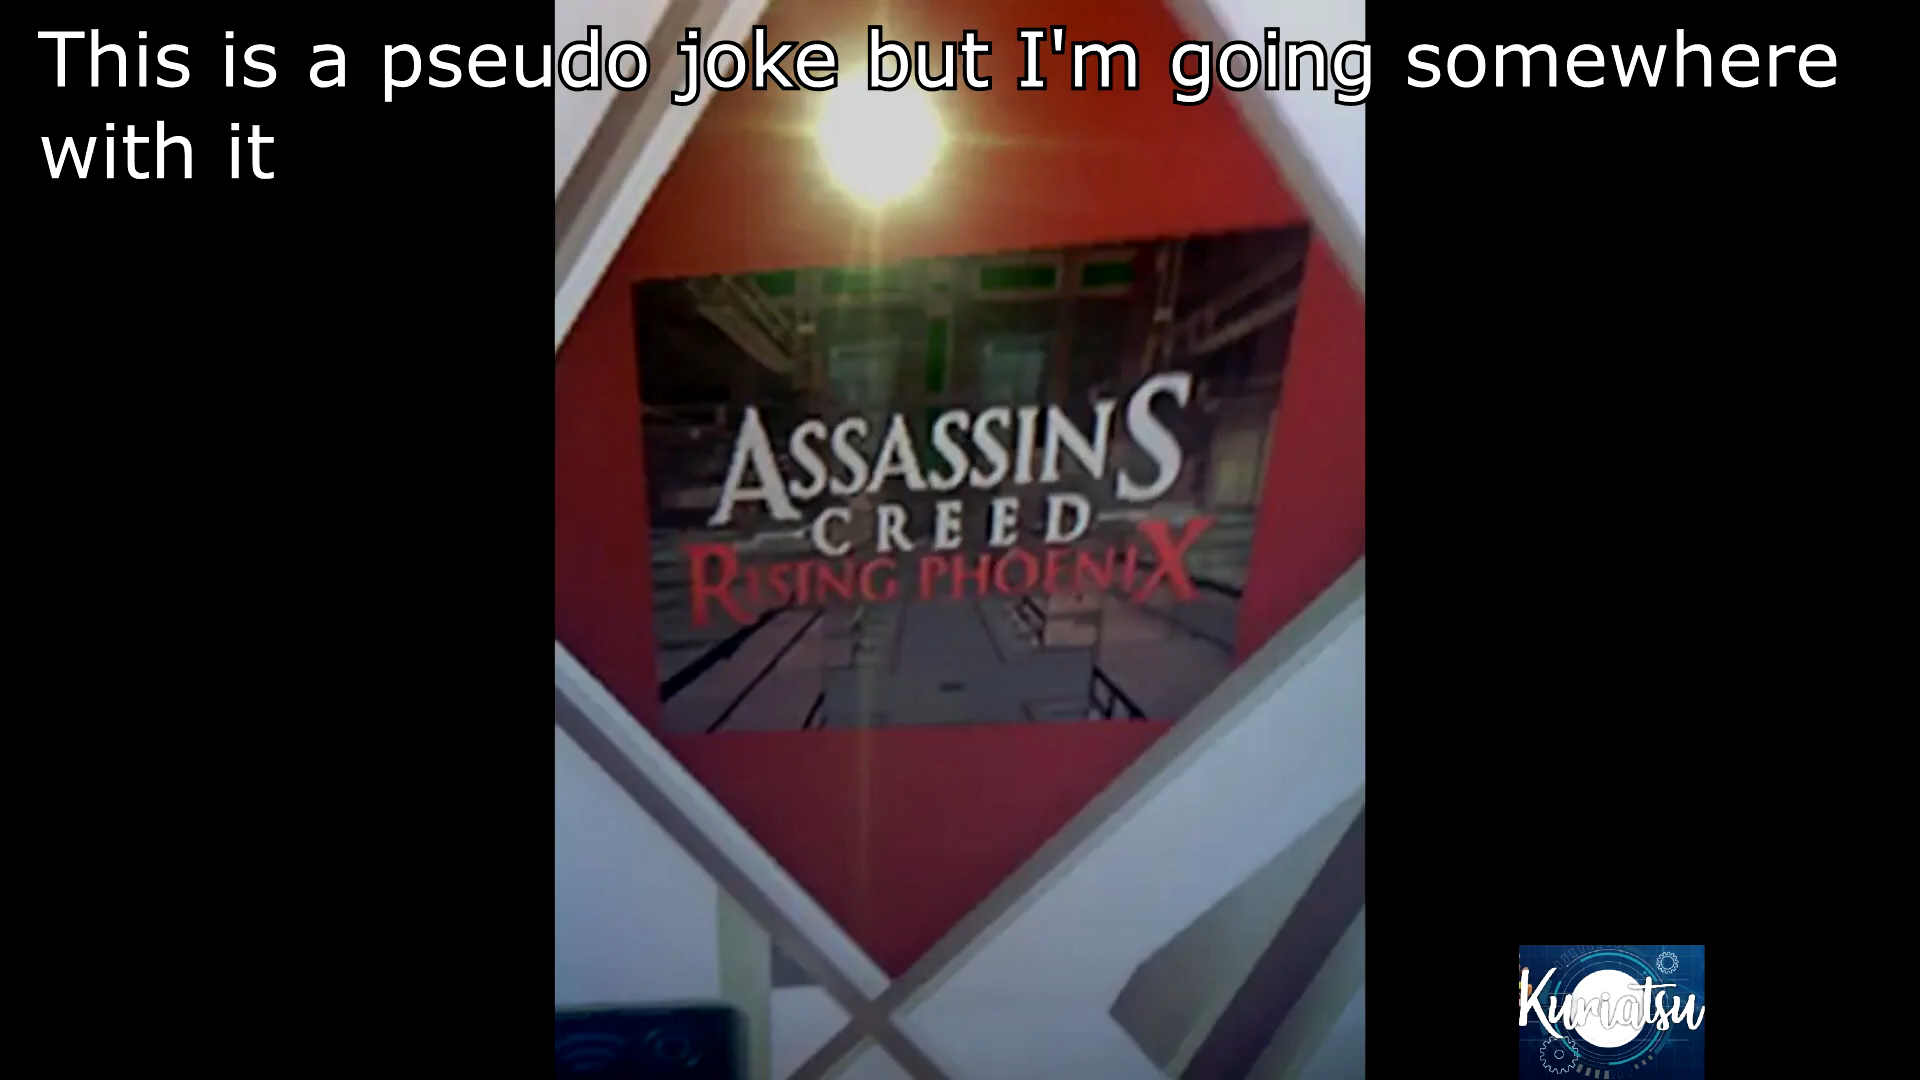 This is a pseudo joke but I'm going somewhere
with it
ASSASSINS
CREED
RISING PHOENIX
Kuriatsu